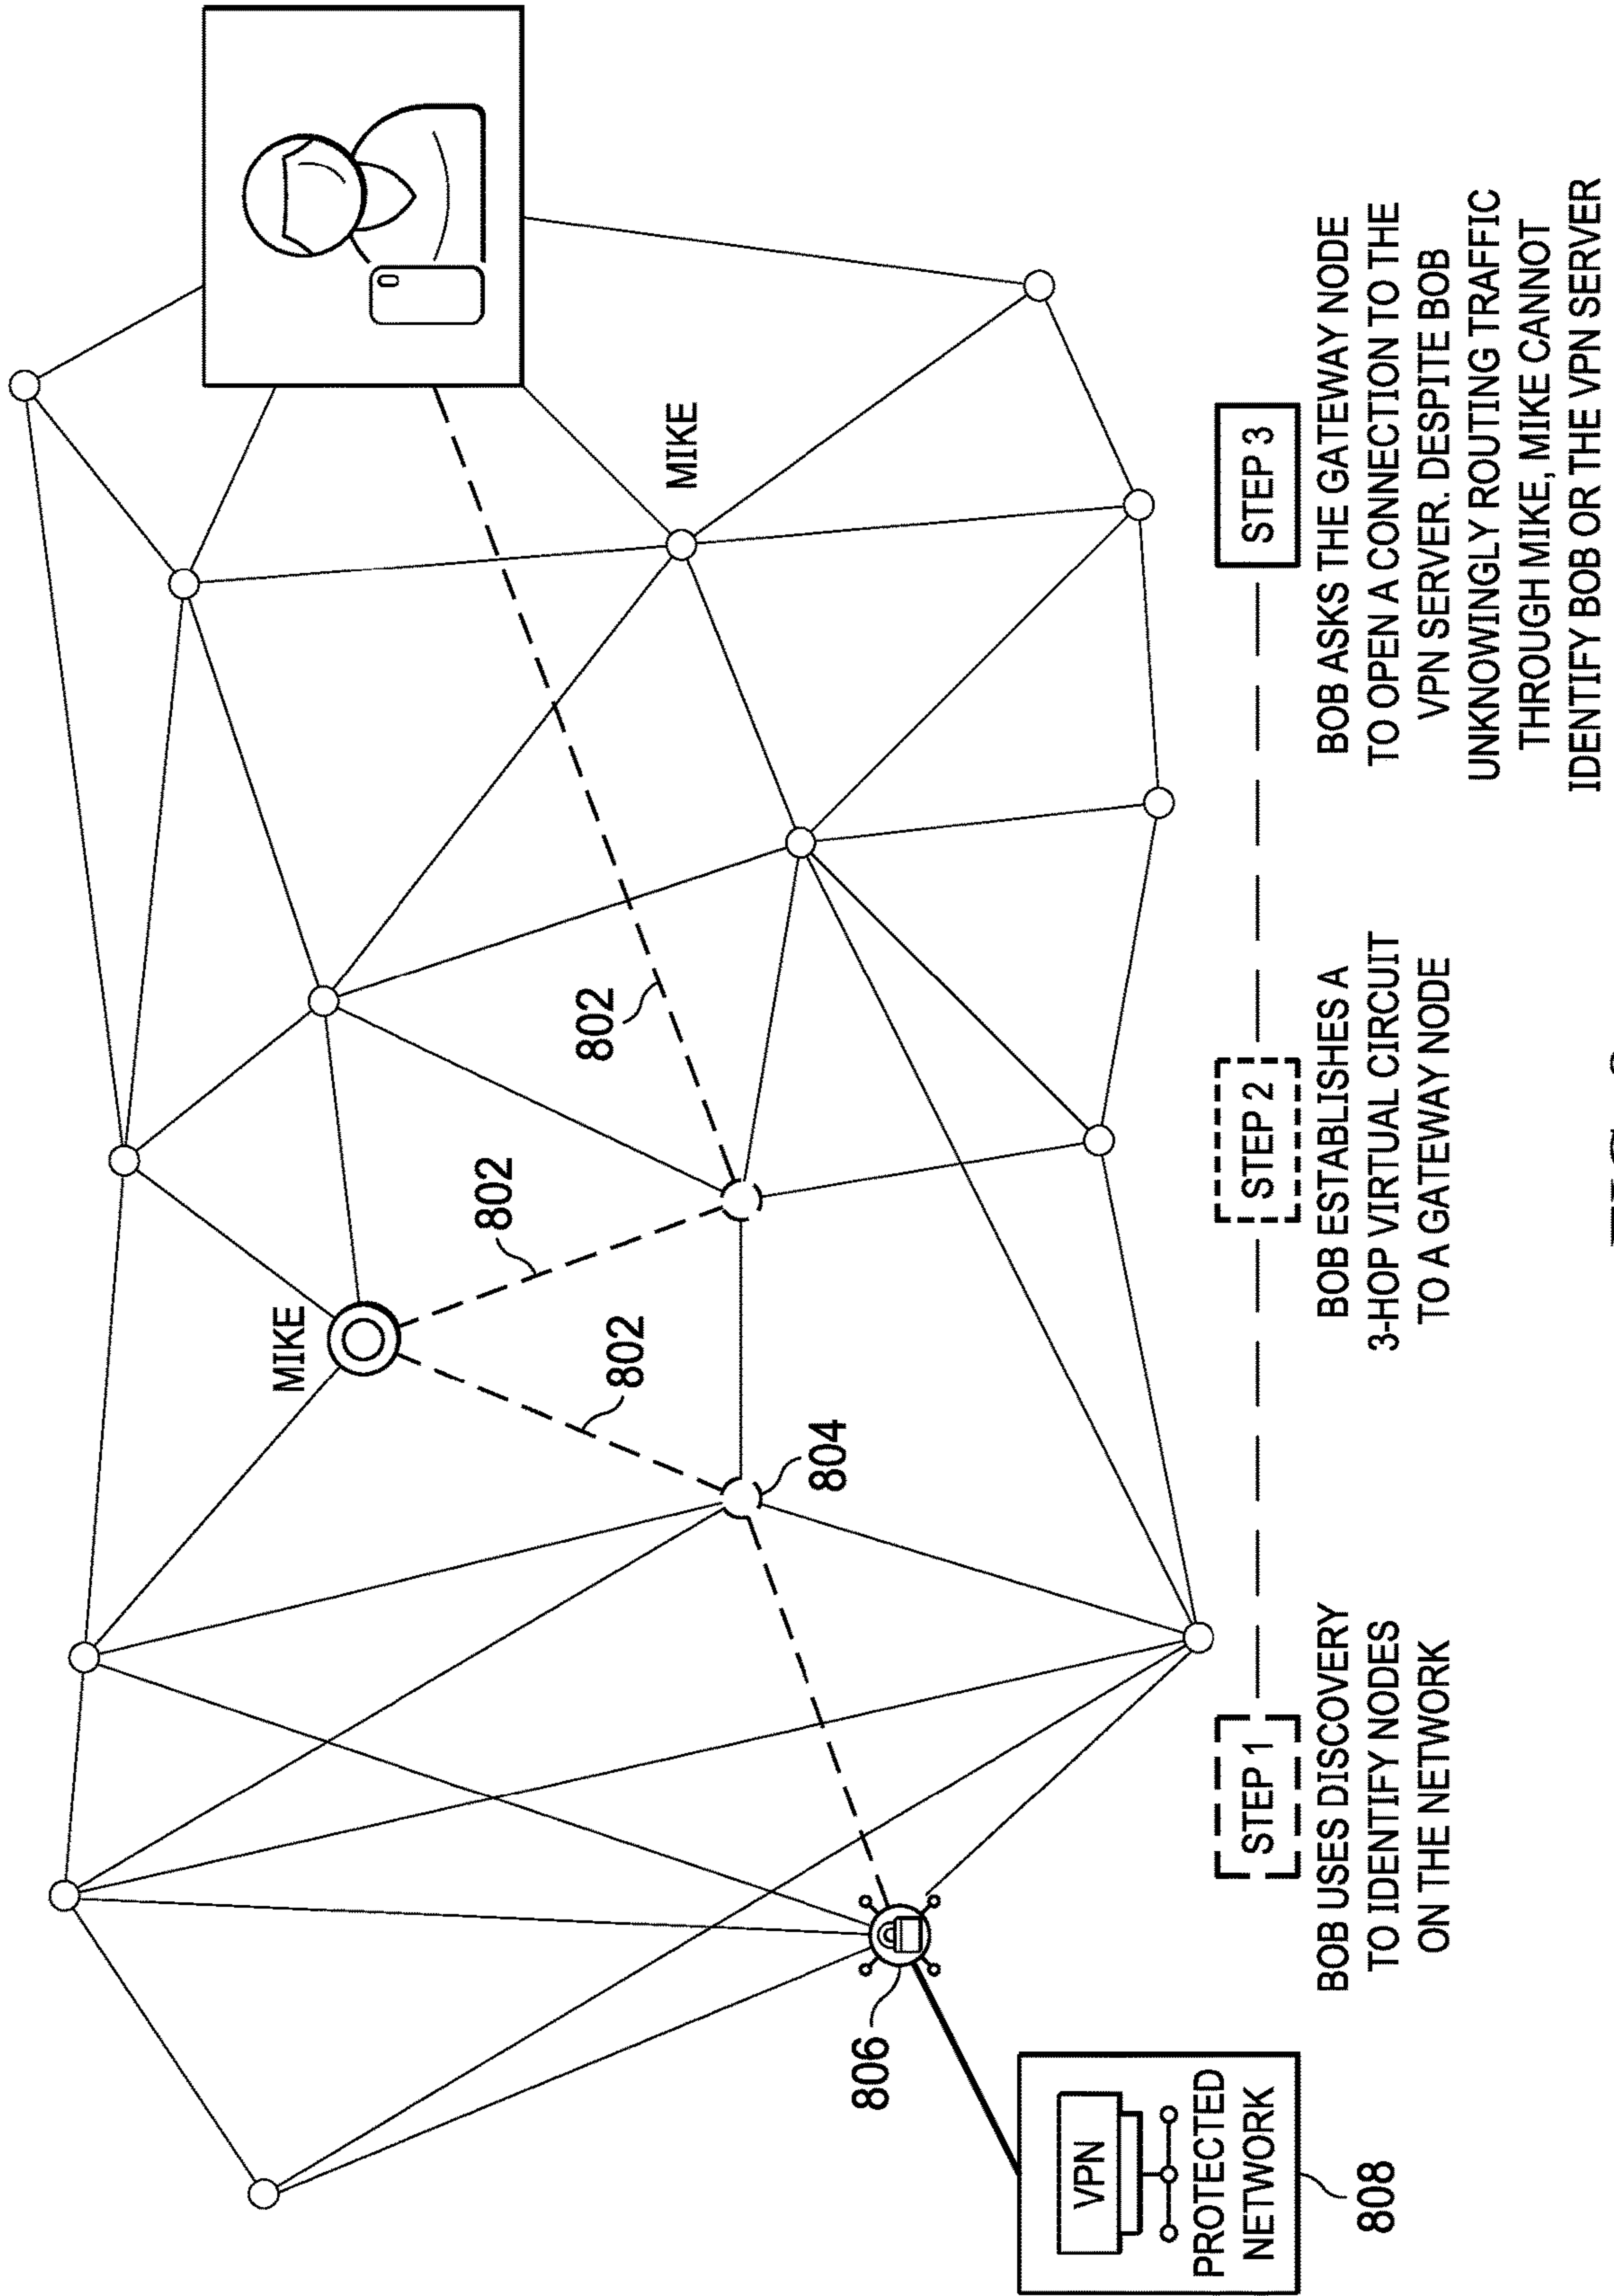 MIKE
MIKE
802
802
802
804
806
VPN
PROTECTED
NETWORK
808
STEP 1
BOB USES DISCOVERY
TO IDENTIFY NODES
ON THE NETWORK
STEP 2
BOB ESTABLISHES A
3-HOP VIRTUAL CIRCUIT
TO A GATEWAY NODE
STEP 3
BOB ASKS THE GATEWAY NODE
TO OPEN A CONNECTION TO THE
VPN SERVER. DESPITE BOB
UNKNOWINGLY ROUTING TRAFFIC
THROUGH MIKE, MIKE CANNOT
IDENTIFY BOB OR THE VPN SERVER